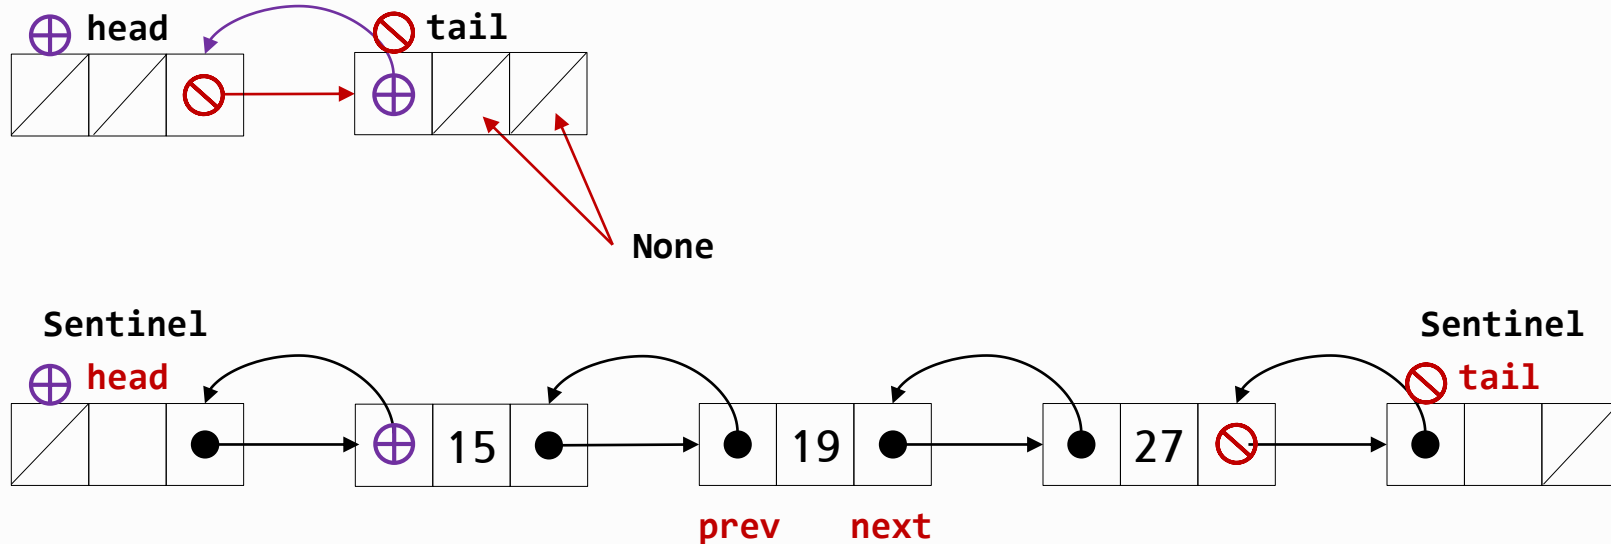 head tail
None
Sentinel Sentinel
head tail
15 19 27
prev next